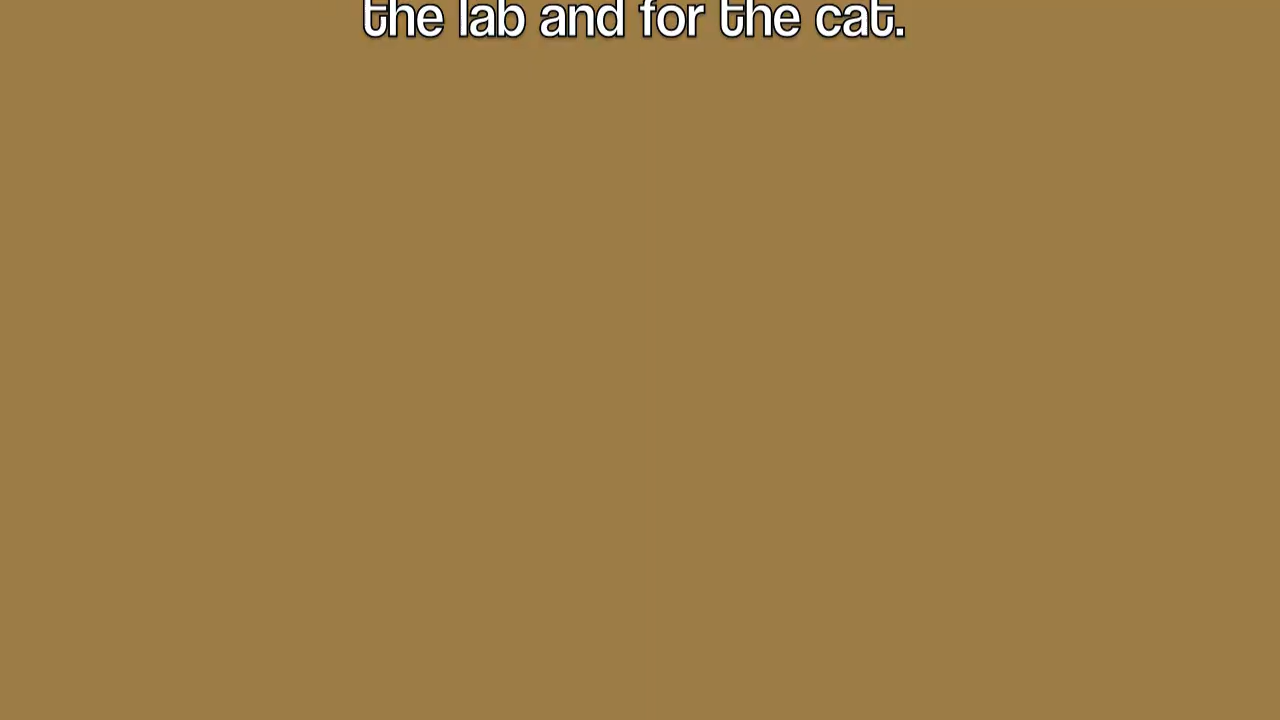 the lab and for the cat.